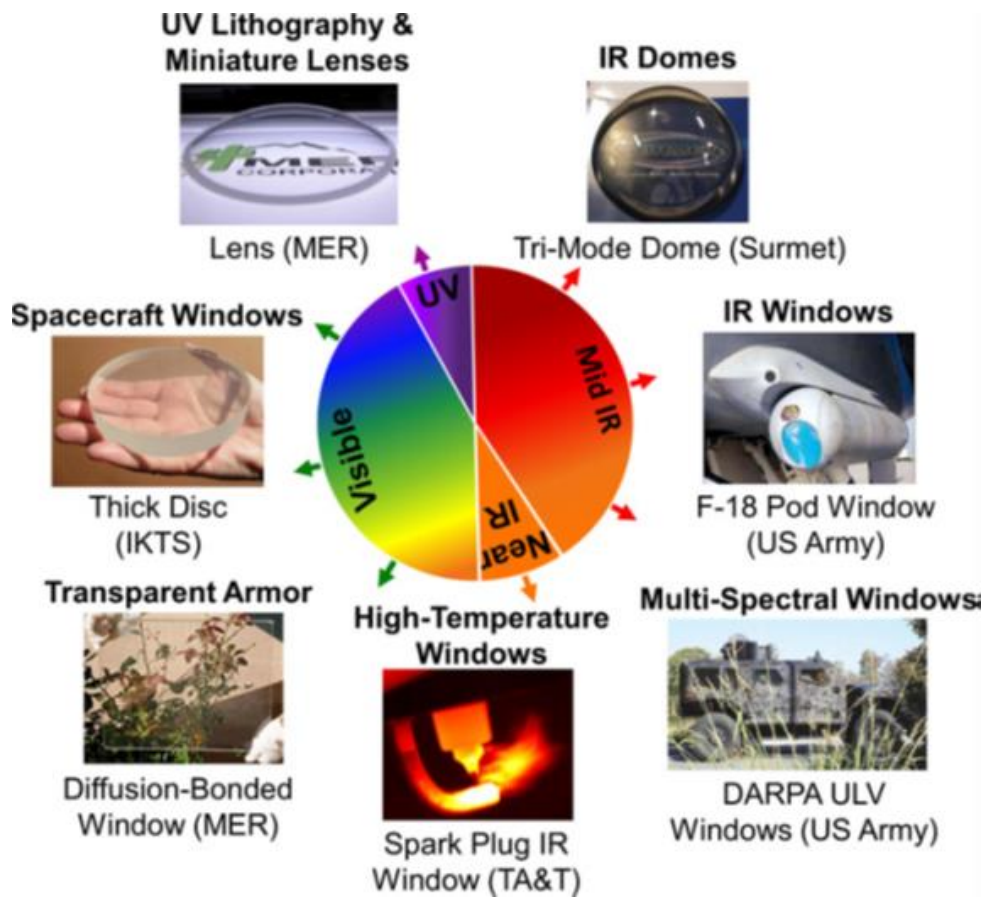 UV Lithography &
Miniature Lenses
IR Domes
MER
CORPORA
Lens (MER)
Tri-Mode Dome (Surmet)
UV
Spacecraft Windows
IR Windows
Mid IR
Visible
Near
IR
Thick Disc
(IKTS)
F-18 Pod Window
(US Army)
Transparent Armor
High-Temperature
Windows
Multi-Spectral Windows
Diffusion-Bonded
Window (MER)
DARPA ULV
Windows (US Army)
Spark Plug IR
Window (TA&T)